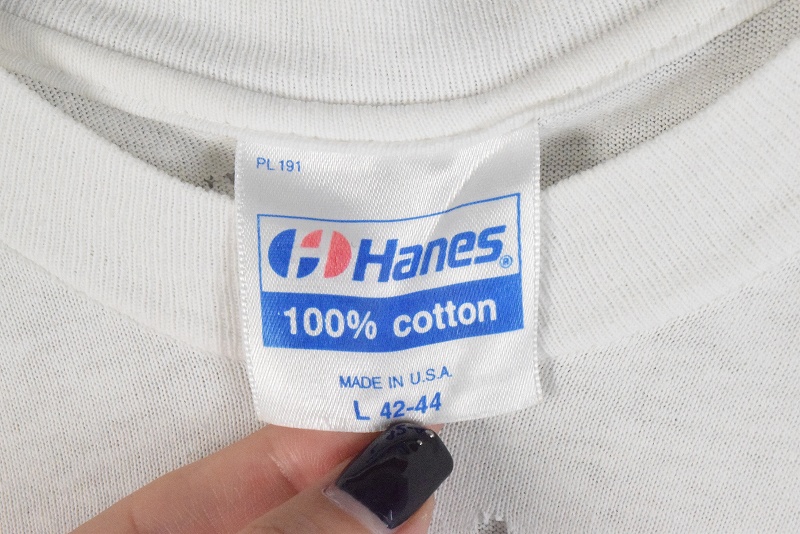 PL 191
Hanes®
100% cotton
MADE IN U.S.A.
L 42-44